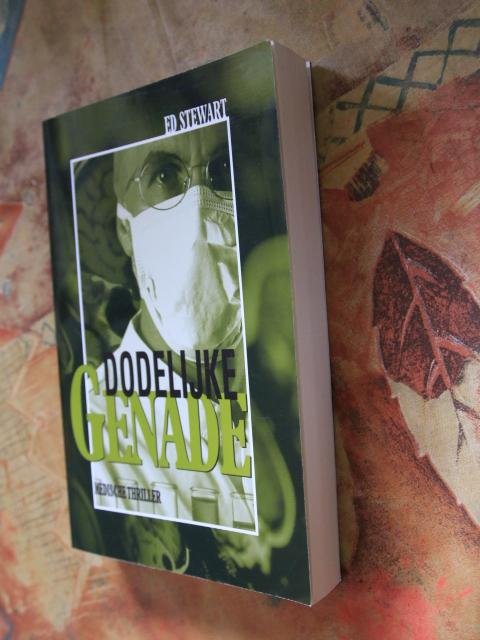 ED STEWART
DODELIJKE
GENADE
MEDISCHE THRILLER